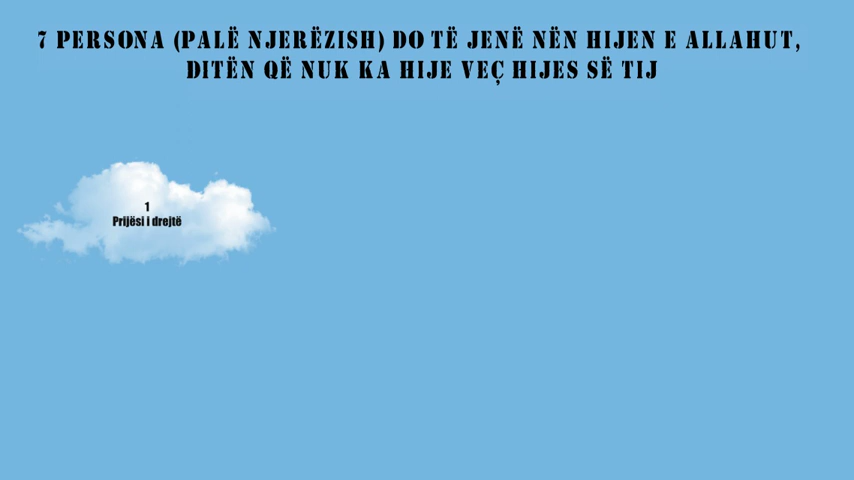 7 PERSONA (PALË NJERËZISH) DO TË JENË NËN HIJEN E ALLAHUT,
DITËN QË NUK KA HIJE VEÇ HIJES SË TIJ
1
Prijësi i drejtë